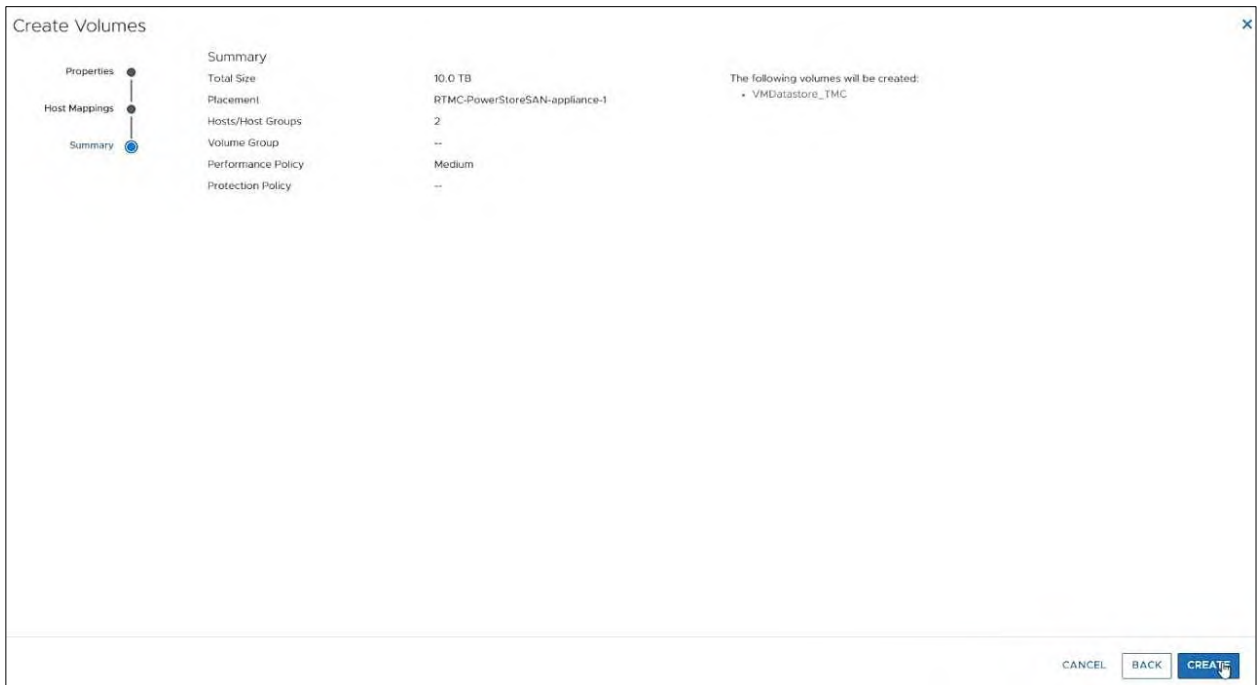 Create Volumes
×
Properties
Host Mappings
Summary
Summary
Total Size 10.0 TB
Placement RTMC-PowerStoreSAN-appliance-1
Hosts/Host Groups 2
Volume Group --
Performance Policy Medium
Protection Policy --
The following volumes will be created:
• VMDatastore_TMC
CANCEL BACK CREATE